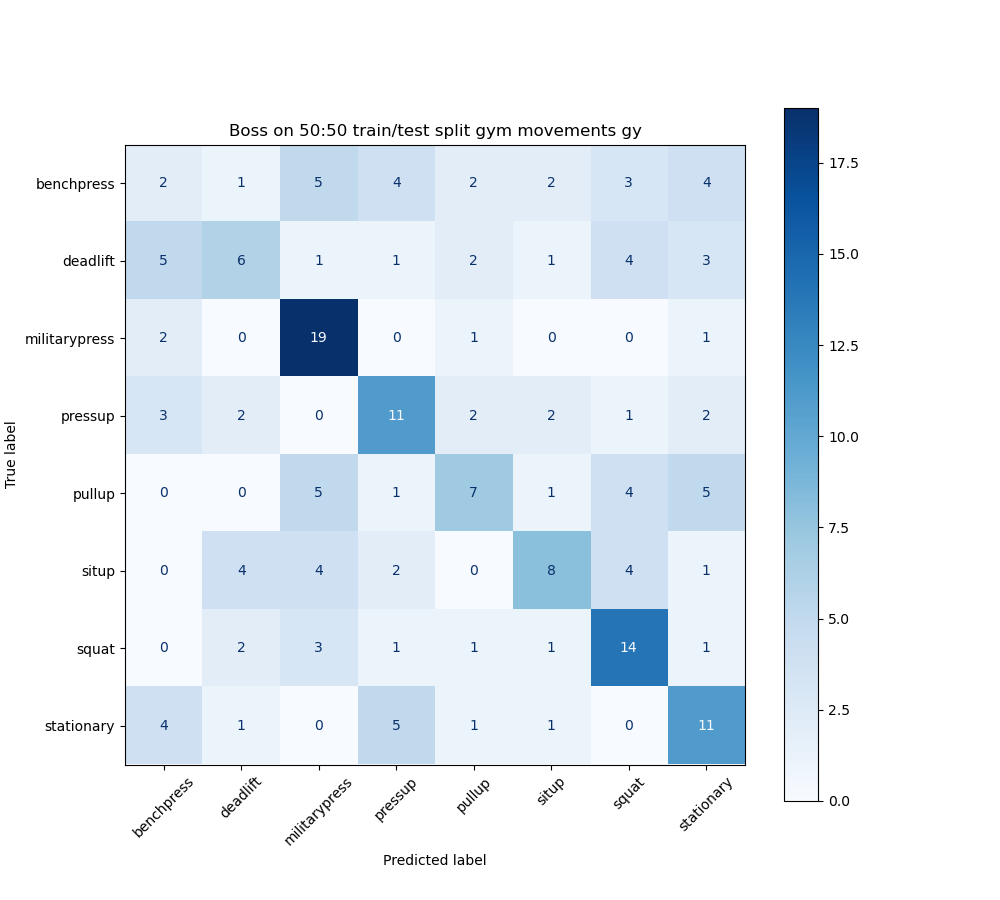 Boss on 50:50 train/test split gym movements gy
benchpress 2 1 5 4 2 2 3 4
deadlift 5 6 1 1 2 1 4 3
militarypress 2 0 19 0 1 0 0 1
pressup 3 2 0 11 2 2 1 2
pullup 0 0 5 1 7 1 4 5
situp 0 4 4 2 0 8 4 1
squat 0 2 3 1 1 1 14 1
stationary 4 1 0 5 1 1 0 11
True label
benchpress deadlift militarypress pressup pullup situp squat stationary
Predicted label
17.5
15.0
12.5
10.0
7.5
5.0
2.5
0.0